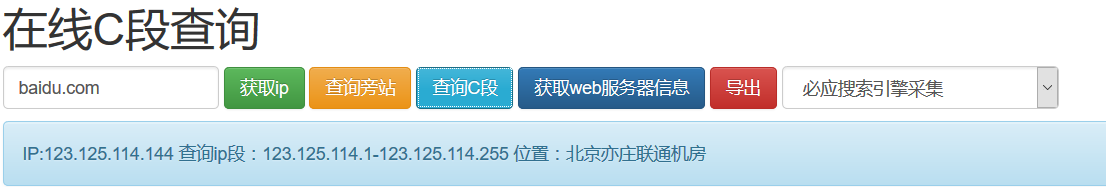 在线C段查询
baidu.com 获取ip 查询旁站 查询C段 获取web服务器信息 导出 必应搜索引擎采集
IP:123.125.114.144 查询ip段：123.125.114.1-123.125.114.255 位置：北京亦庄联通机房